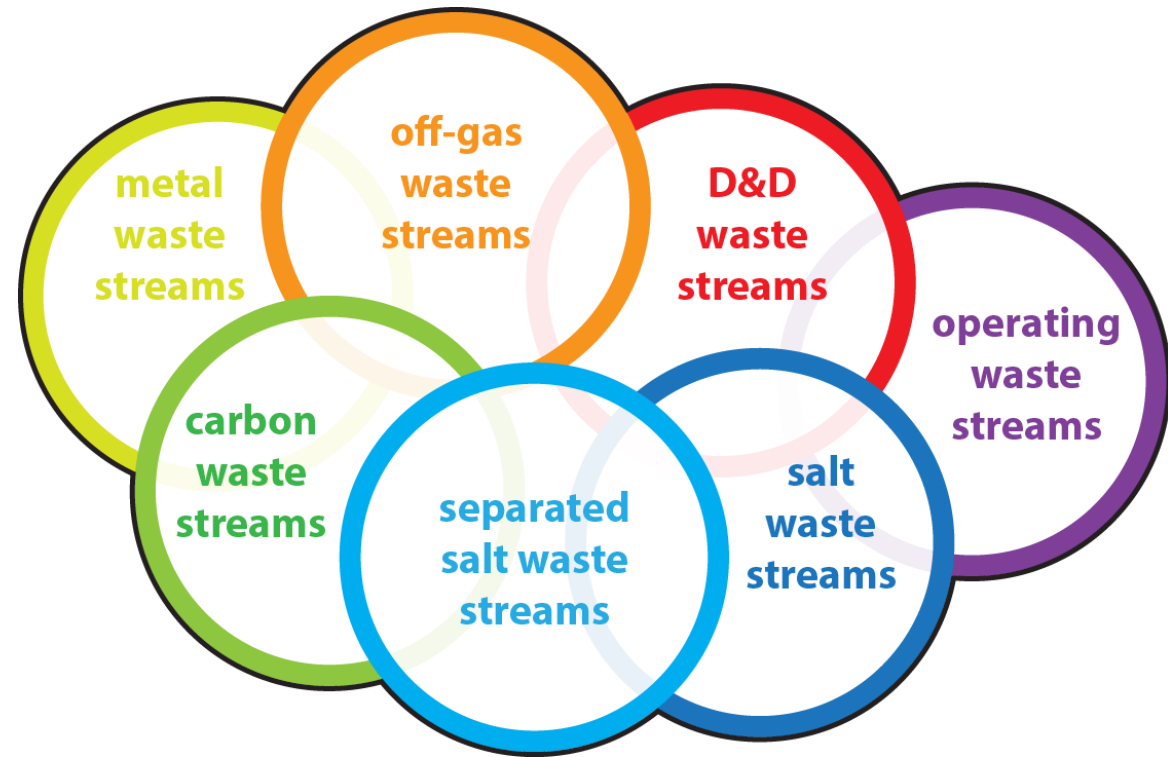 metal
waste
streams
off-gas
waste
streams
D&D
waste
streams
operating
waste
streams
carbon
waste
streams
separated
salt waste
streams
salt
waste
streams